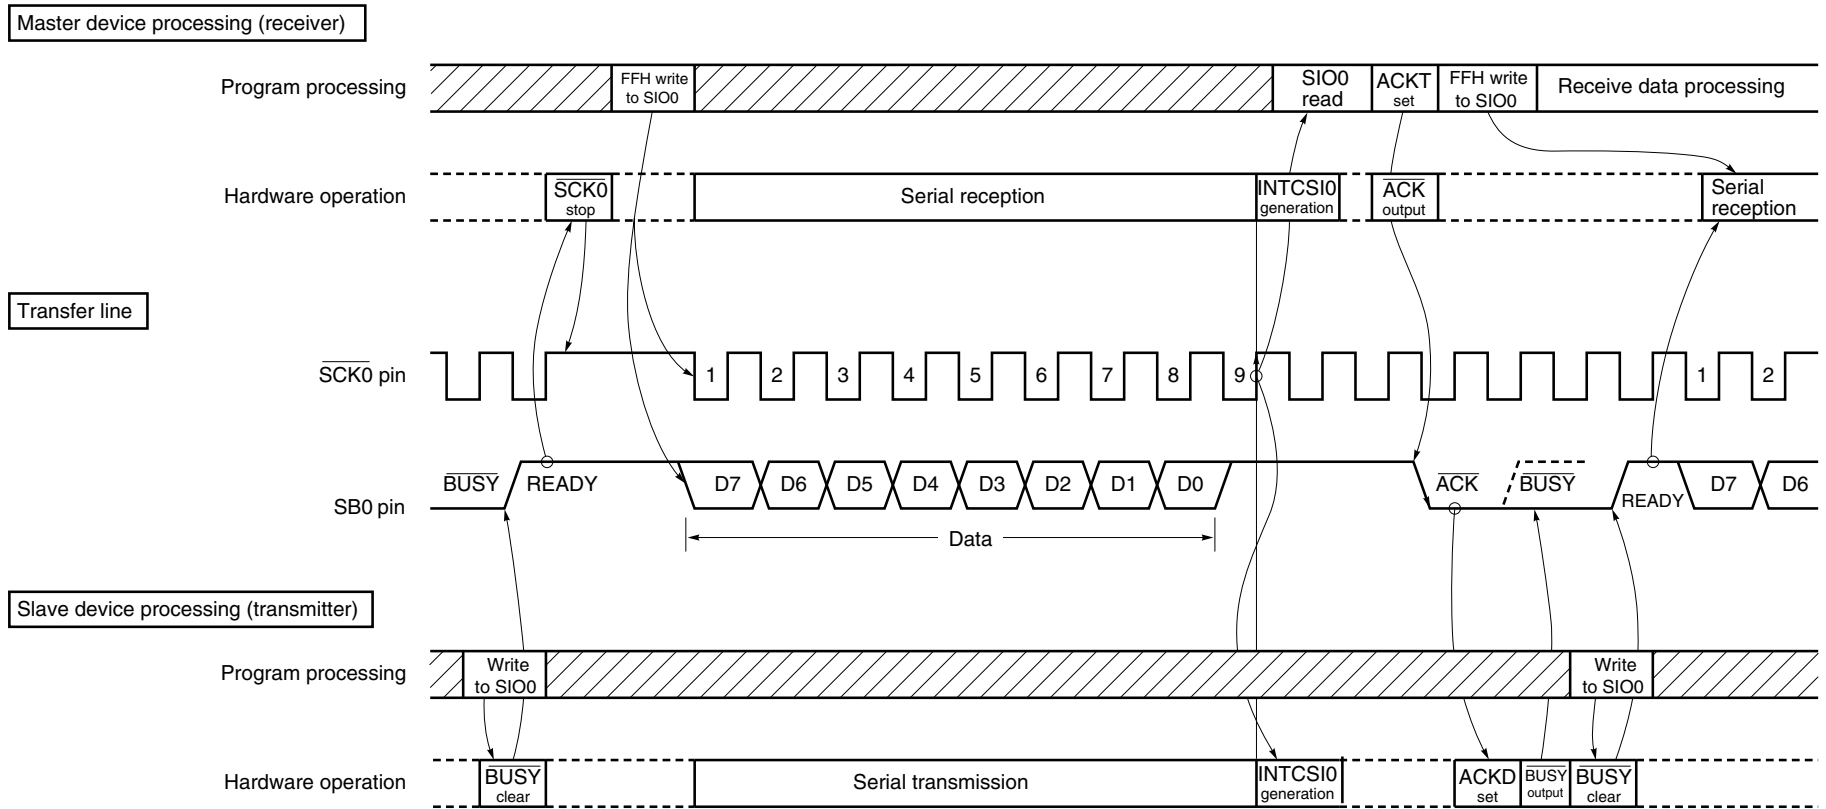 Master device processing (receiver)
Program processing
FFH write
to SIO0
SIO0
read
ACKT
set
FFH write
to SIO0
Receive data processing
Hardware operation
SCK0
stop
Serial reception
INTCSI0
generation
ACK
output
Serial
reception
Transfer line
SCK0 pin
1 2 3 4 5 6 7 8 9 1 2
SB0 pin
BUSY READY D7 D6 D5 D4 D3 D2 D1 D0 ACK BUSY READY D7 D6
Data
Slave device processing (transmitter)
Program processing
Write
to SIO0
Write
to SIO0
Hardware operation
BUSY
clear
Serial transmission
INTCSI0
generation
ACKD
set
BUSY
output
BUSY
clear